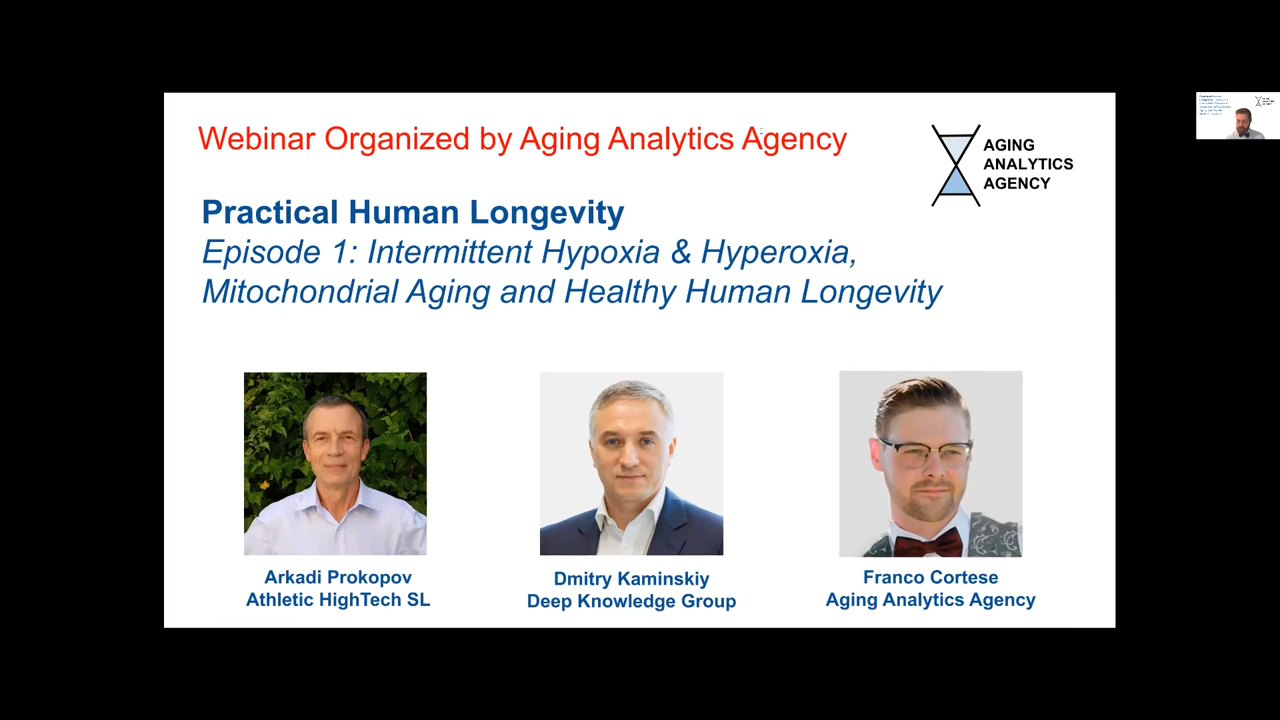 Webinar Organized by Aging Analytics Agency
AGING
ANALYTICS
AGENCY
Practical Human Longevity
Episode 1: Intermittent Hypoxia & Hyperoxia,
Mitochondrial Aging and Healthy Human Longevity
Arkadi Prokopov
Athletic HighTech SL
Dmitry Kaminskiy
Deep Knowledge Group
Franco Cortese
Aging Analytics Agency